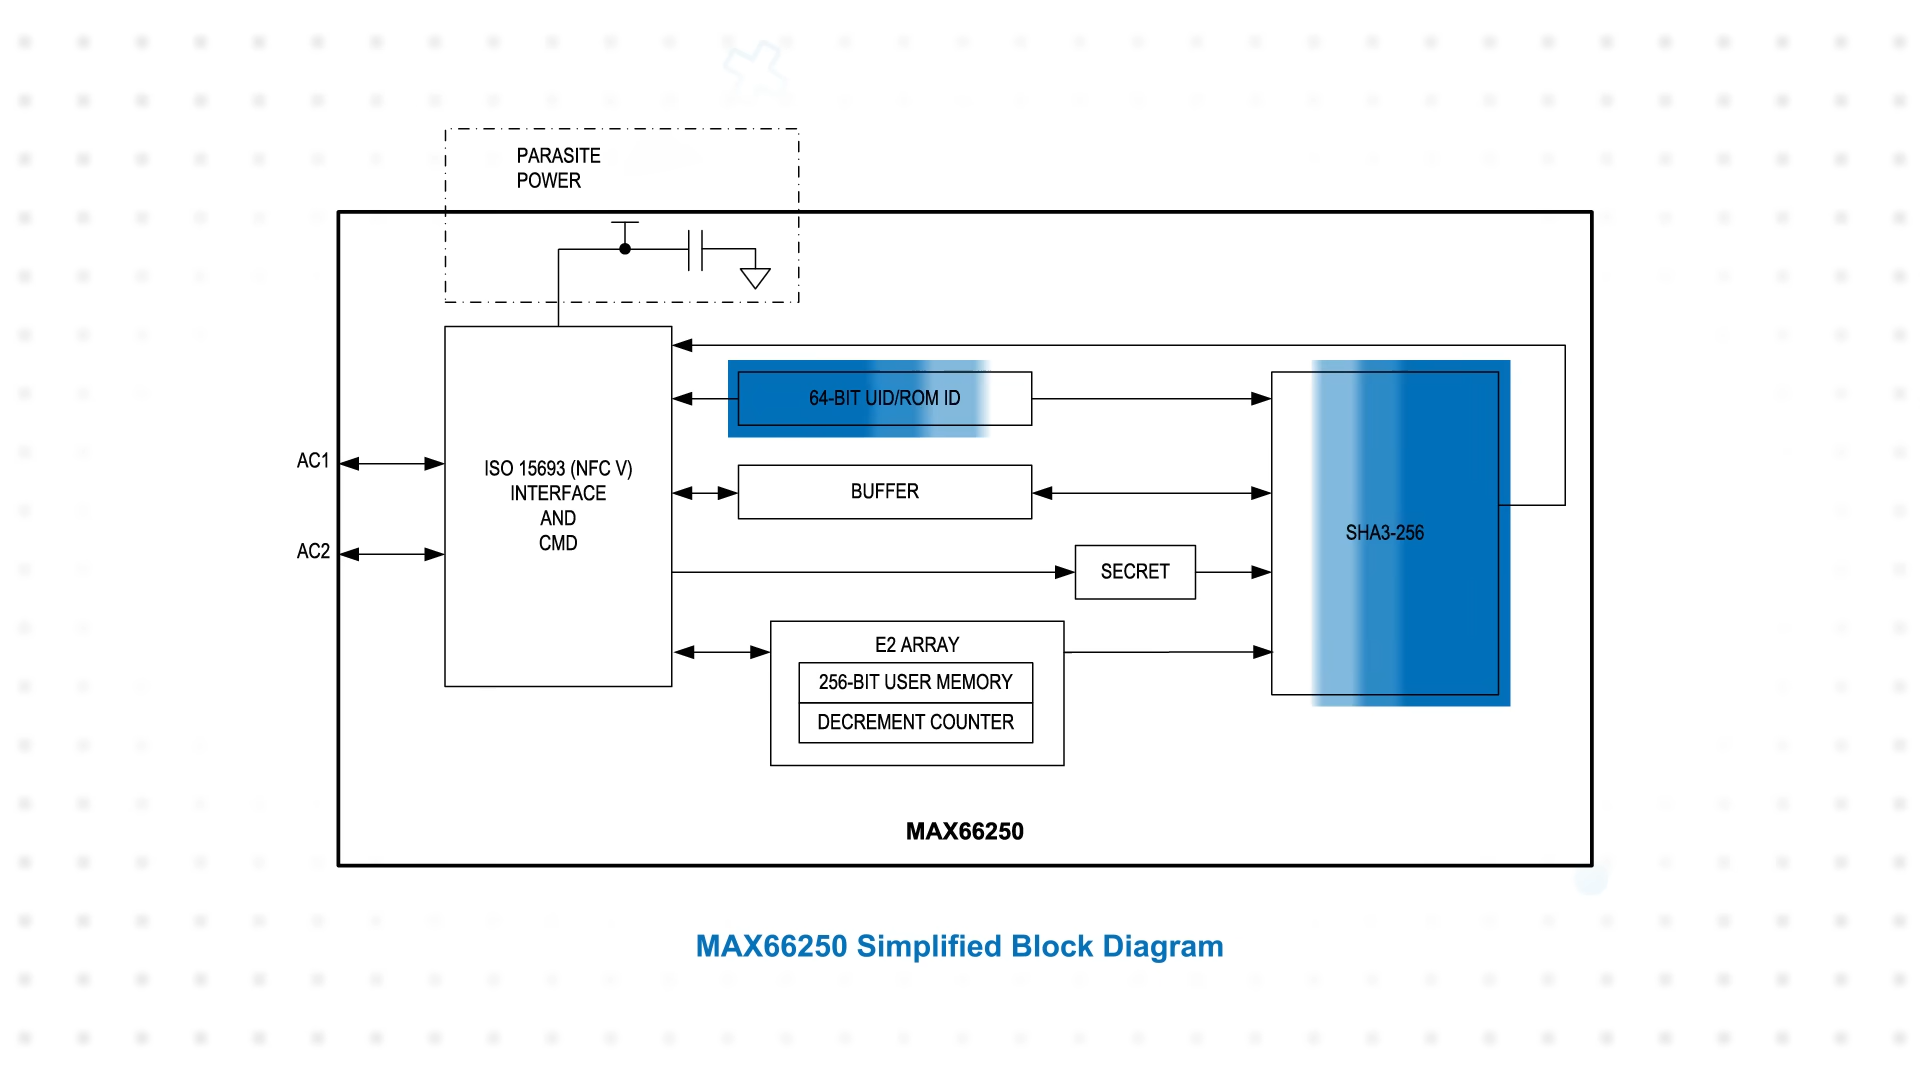 PARASITE
POWER
64-BIT UID/ROM ID
AC1
ISO 15693 (NFC V)
INTERFACE
AND
CMD
BUFFER
SHA3-256
AC2
SECRET
E2 ARRAY
256-BIT USER MEMORY
DECREMENT COUNTER
MAX66250
MAX66250 Simplified Block Diagram